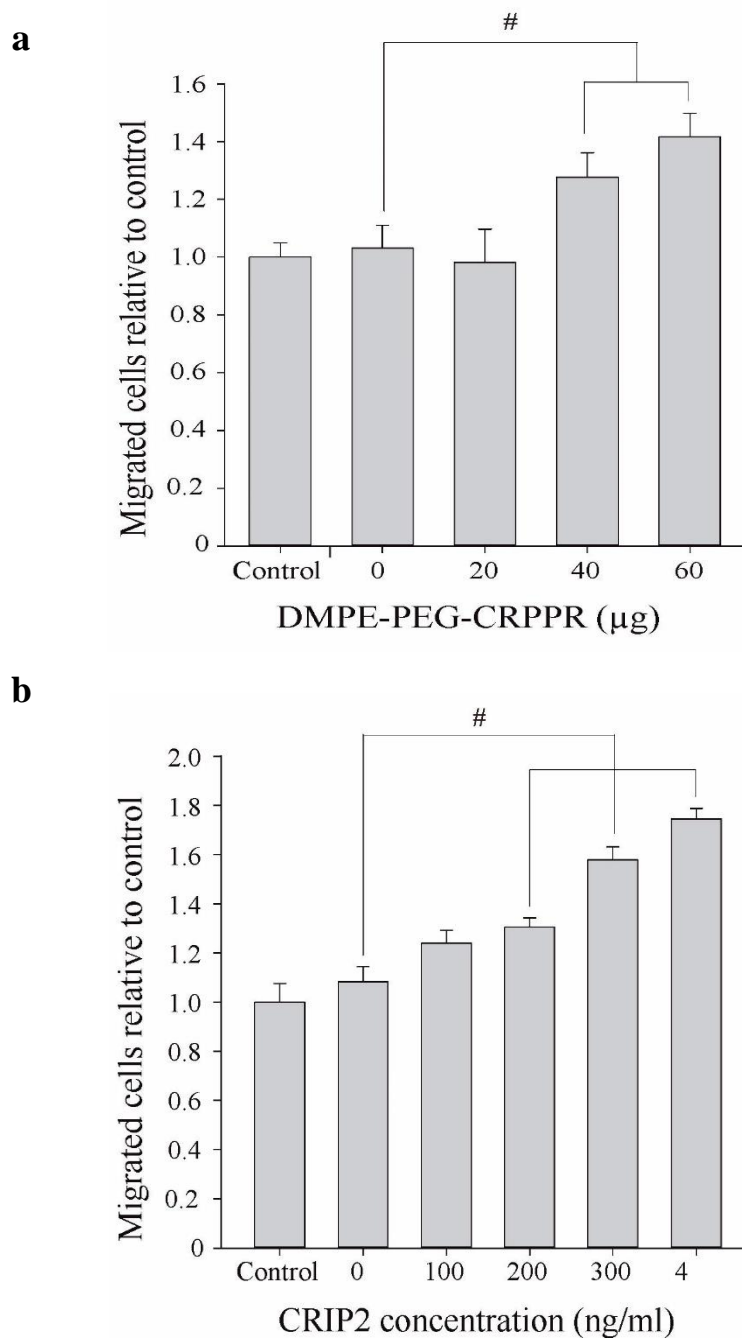 a
#
Migrated cells relative to control
1.6
1.4
1.2
1.0
0.8
0.6
0.4
0.2
0
Control 0 20 40 60
DMPE-PEG-CRPPR (µg)
b
#
Migrated cells relative to control
2.0
1.8
1.6
1.4
1.2
1.0
0.8
0.6
0.4
0.2
0
Control 0 100 200 300 4
CRIP2 concentration (ng/ml)